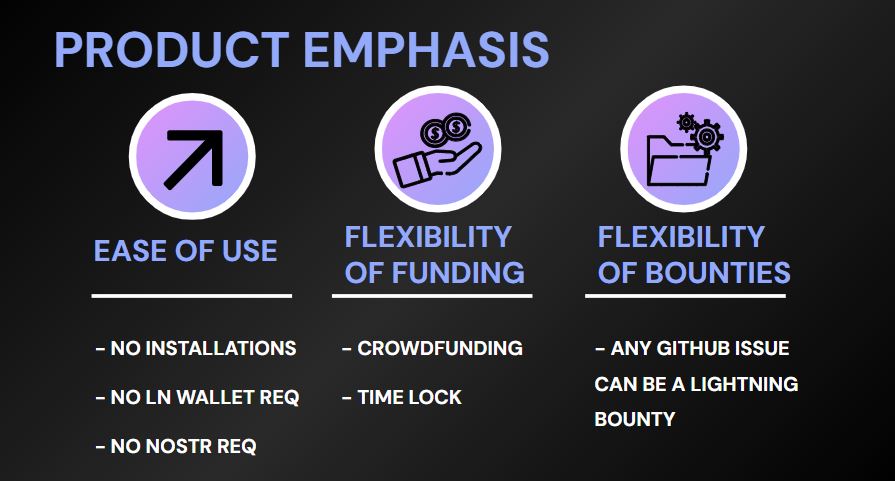 PRODUCT EMPHASIS
EASE OF USE
- NO INSTALLATIONS
- NO LN WALLET REQ
- NO NOSTR REQ
FLEXIBILITY
OF FUNDING
- CROWDFUNDING
- TIME LOCK
FLEXIBILITY
OF BOUNTIES
- ANY GITHUB ISSUE
CAN BE A LIGHTNING
BOUNTY